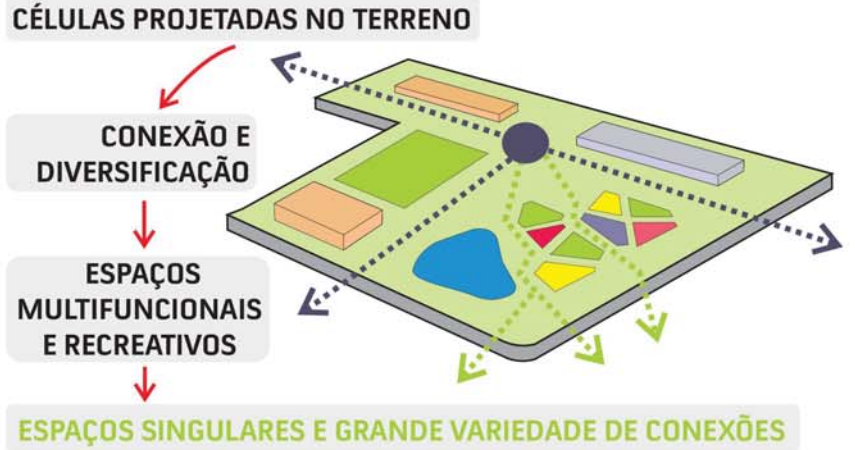 CÉLULAS PROJETADAS NO TERRENO
CONEXÃO E
DIVERSIFICAÇÃO
ESPAÇOS
MULTIFUNCIONAIS
E RECREATIVOS
ESPAÇOS SINGULARES E GRANDE VARIEDADE DE CONEXÕES